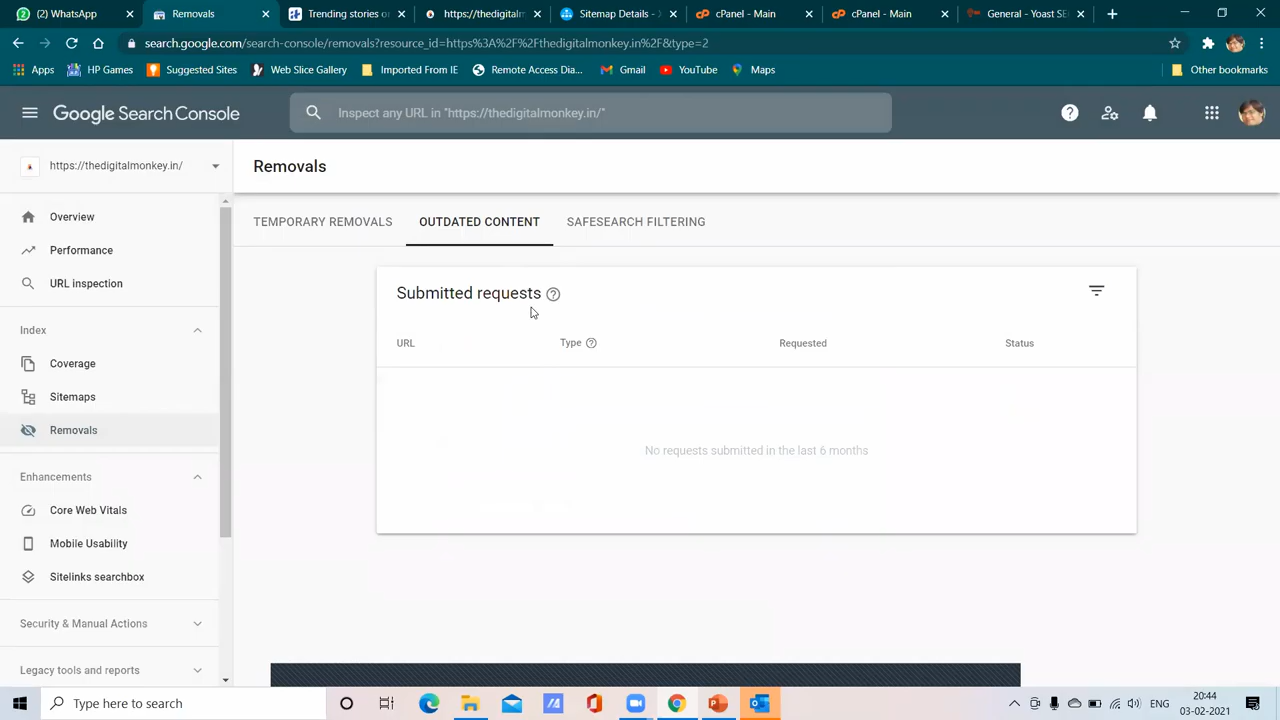 (2) WhatsApp
Removals
Trending stories or
https://thedigitalmonkey.in
Sitemap Details -
cPanel - Main
cPanel - Main
General - Yoast SE
search.google.com/search-console/removals?resource_id=https%3A%2F%2Fthedigitalmonkey.in%2F&type=2
Apps
HP Games
Suggested Sites
Web Slice Gallery
Imported From IE
Remote Access Dia...
Gmail
YouTube
Maps
Other bookmarks
Google Search Console
Inspect any URL in "https://thedigitalmonkey.in/"
https://thedigitalmonkey.in/
Removals
Overview
TEMPORARY REMOVALS
OUTDATED CONTENT
SAFESEARCH FILTERING
Performance
URL inspection
Submitted requests
Index
URL
Type
Requested
Status
Coverage
Sitemaps
Removals
No requests submitted in the last 6 months
Enhancements
Core Web Vitals
Mobile Usability
Sitelinks searchbox
Security & Manual Actions
Legacy tools and reports
Type here to search
ENG
20:44
03-02-2021